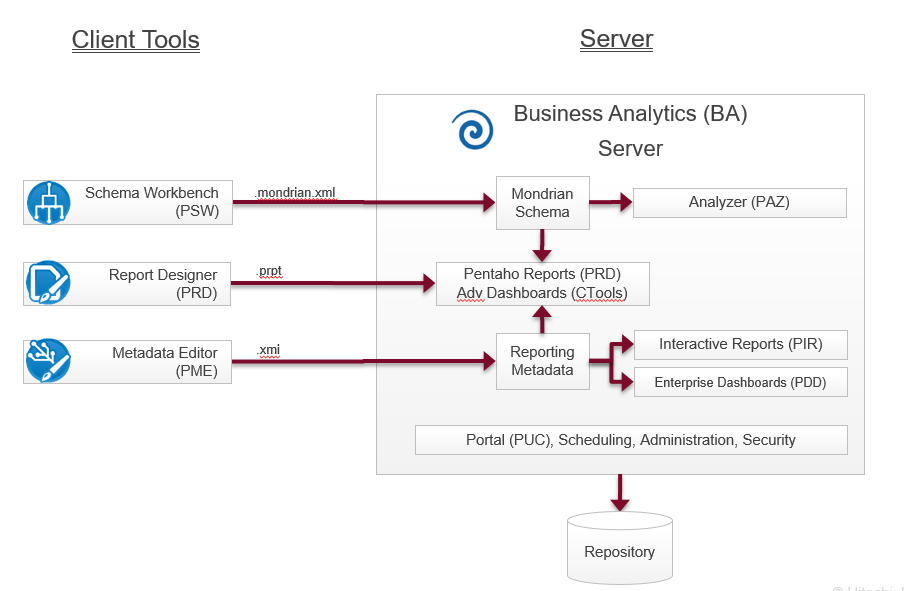 Client Tools
Server
Business Analytics (BA)
Server
Schema Workbench
(PSW)
.mondrian.xml
Mondrian
Schema
Analyzer (PAZ)
Report Designer
(PRD)
.prpt
Pentaho Reports (PRD)
Adv Dashboards (CTools)
Metadata Editor
(PME)
.xmi
Reporting
Metadata
Interactive Reports (PIR)
Enterprise Dashboards (PDD)
Portal (PUC), Scheduling, Administration, Security
Repository